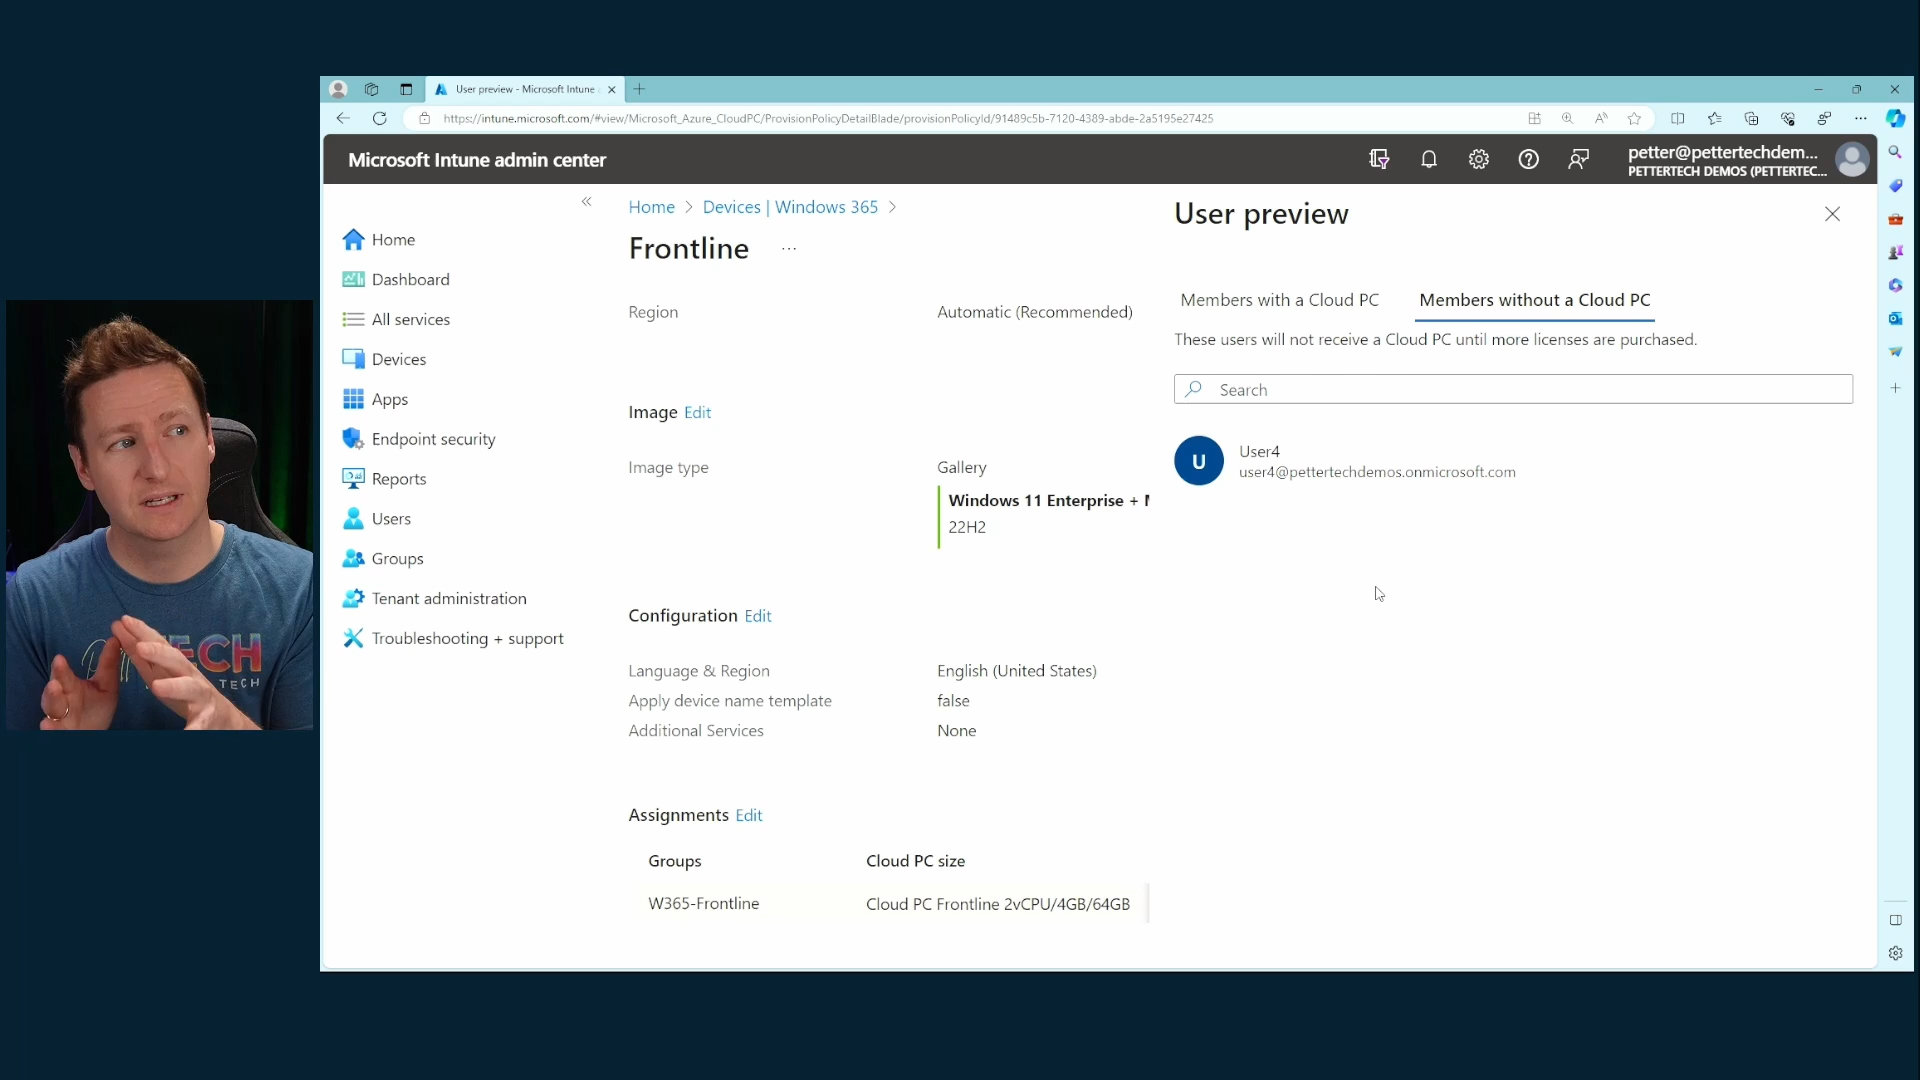 User preview - Microsoft Intune
https://intune.microsoft.com/#view/Microsoft_Azure_CloudPC/ProvisionPolicyDetailBlade/provisionPolicyId/91489c5b-7120-4389-abde-2a5195e27425
Microsoft Intune admin center
petter@pettertechdem...
PETTERTECH DEMOS (PETTERTEC...
Home
Dashboard
All services
Devices
Apps
Endpoint security
Reports
Users
Groups
Tenant administration
Troubleshooting + support
Home > Devices | Windows 365 >
Frontline ...
Region Automatic (Recommended)
Image Edit
Image type Gallery
Windows 11 Enterprise +
22H2
Configuration Edit
Language & Region English (United States)
Apply device name template false
Additional Services None
Assignments Edit
Groups Cloud PC size
W365-Frontline Cloud PC Frontline 2vCPU/4GB/64GB
User preview
Members with a Cloud PC Members without a Cloud PC
These users will not receive a Cloud PC until more licenses are purchased.
Search
U
User4
user4@pettertechdemos.onmicrosoft.com
TECH